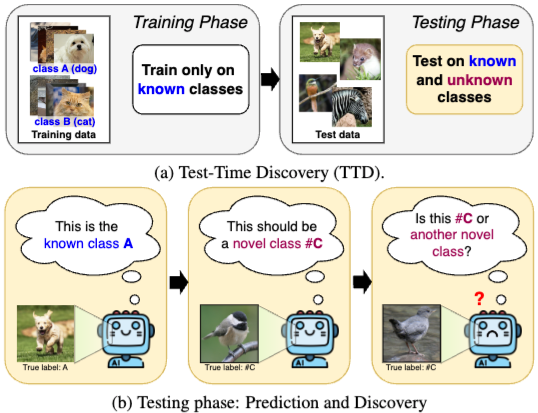 Training Phase
class A (dog)
class B (cat)
Training data
Train only on
known classes
Testing Phase
Test data
Test on known
and unknown
classes
(a) Test-Time Discovery (TTD).
This is the
known class A
True label: A
AI
This should be
a novel class #C
True label: #C
AI
Is this #C or
another novel
class?
?
True label: #C
AI
(b) Testing phase: Prediction and Discovery